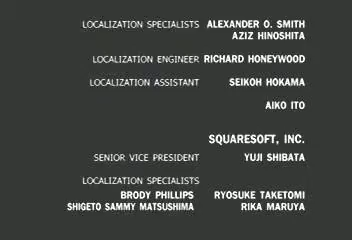 LOCALIZATION SPECIALISTS ALEXANDER O. SMITH
AZIZ HINOSHITA
LOCALIZATION ENGINEER RICHARD HONEYWOOD
LOCALIZATION ASSISTANT SEIKOH HOKAMA
AIKO ITO
SQUARESOFT, INC.
SENIOR VICE PRESIDENT YUJI SHIBATA
LOCALIZATION SPECIALISTS
BRODY PHILLIPS RYOSUKE TAKETOMI
SHIGETO SAMMY MATSUSHIMA RIKA MARUYA